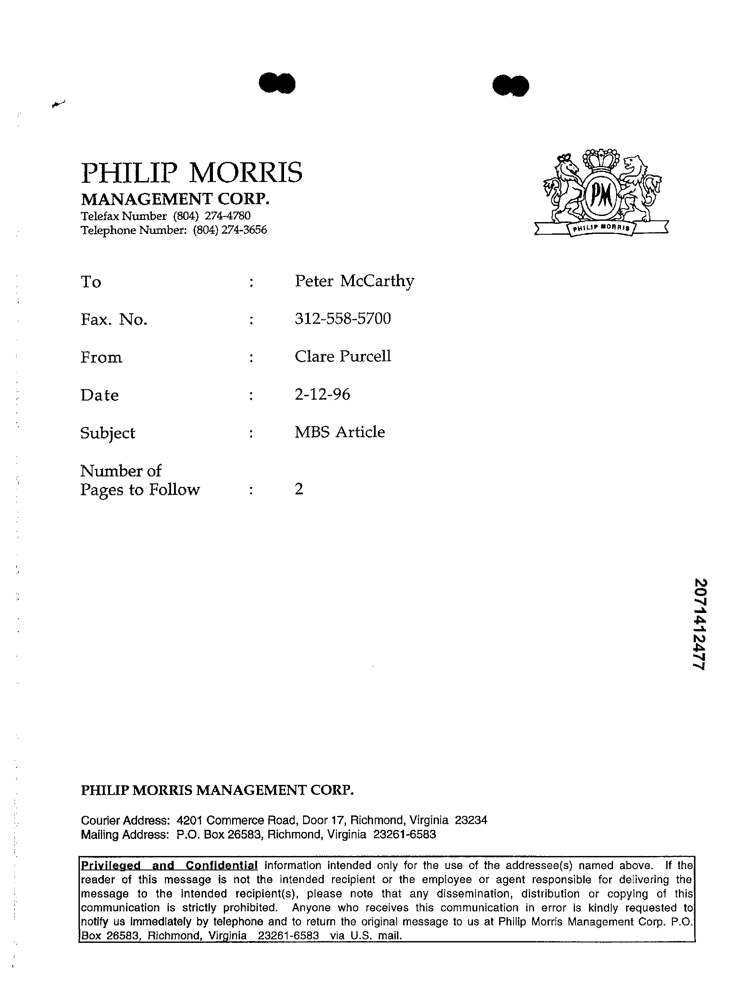 PHILIP MORRIS
MANAGEMENT CORP.
Telefax Number (804) 274-4780
Telephone Number: (804) 274-3656
PM
PHILIP MORRIS
To : Peter McCarthy
Fax. No. : 312-558-5700
From : Clare Purcell
Date : 2-12-96
Subject : MBS Article
Number of
Pages to Follow : 2
2071412477
PHILIP MORRIS MANAGEMENT CORP.
Courier Address: 4201 Commerce Road, Door 17, Richmond, Virginia 23234
Mailing Address: P.O. Box 26583, Richmond, Virginia 23261-6583
Privileged and Confidential information intended only for the use of the addressee(s) named above. If the
reader of this message is not the intended recipient or the employee or agent responsible for delivering the
message to the intended recipient(s), please note that any dissemination, distribution or copying of this
communication is strictly prohibited. Anyone who receives this communication in error is kindly requested to
notify us immediately by telephone and to return the original message to us at Philip Morris Management Corp. P.O.
Box 26583, Richmond, Virginia 23261-6583 via U.S. mail.